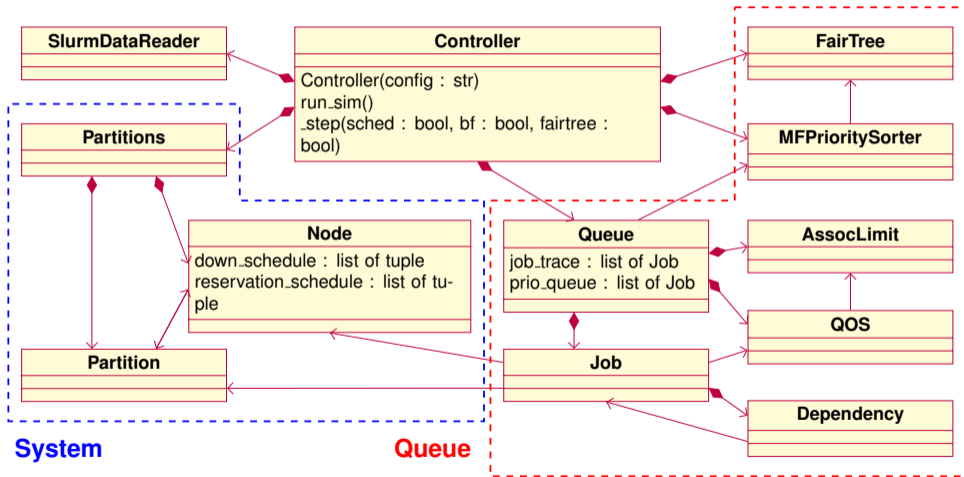 SlurmDataReader
Controller
Controller(config : str)
run_sim()
_step(sched : bool, bf : bool, fairtree :
bool)
FairTree
MFPrioritySorter
Partitions
Node
down_schedule : list of tuple
reservation_schedule : list of tu-
ple
Queue
job_trace : list of Job
prio_queue : list of Job
AssocLimit
QOS
Partition
Job
Dependency
System
Queue